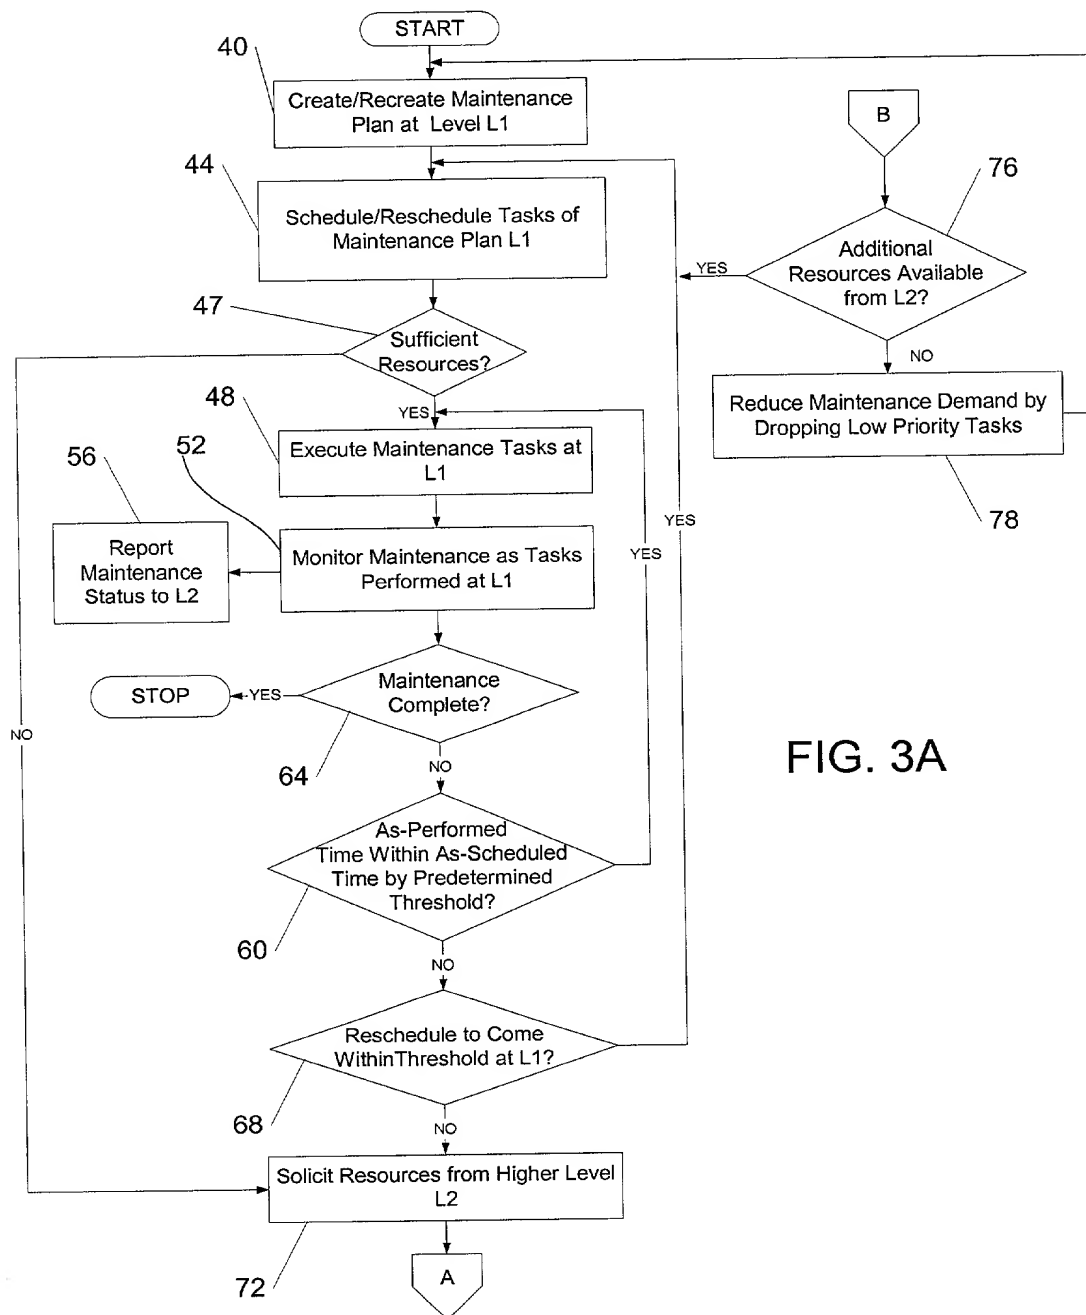 START
40
Create/Recreate Maintenance
Plan at Level L1
B
44
76
Schedule/Reschedule Tasks of
Maintenance Plan L1
Additional
Resources Available
from L2?
YES
47
Sufficient
Resources?
NO
48
YES
Reduce Maintenance Demand by
Dropping Low Priority Tasks
Execute Maintenance Tasks at
L1
52
56
78
YES
YES
Report
Maintenance
Status to L2
Monitor Maintenance as Tasks
Performed at L1
STOP
YES
Maintenance
Complete?
NO
FIG. 3A
64
NO
As-Performed
Time Within As-Scheduled
Time by Predetermined
Threshold?
60
NO
Reschedule to Come
WithinThreshold at L1?
68
NO
Solicit Resources from Higher Level
L2
72
A